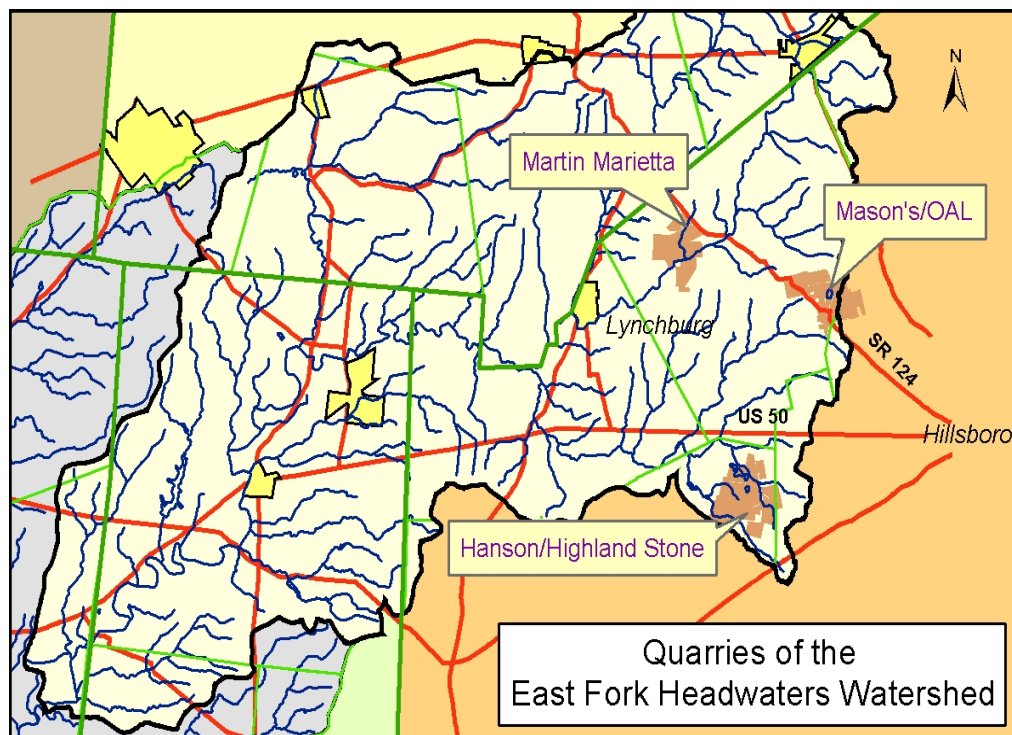 N
Martin Marietta
Mason's/OAL
Lynchburg
SR 124
US 50
Hillsboro
Hanson/Highland Stone
Quarries of the
East Fork Headwaters Watershed